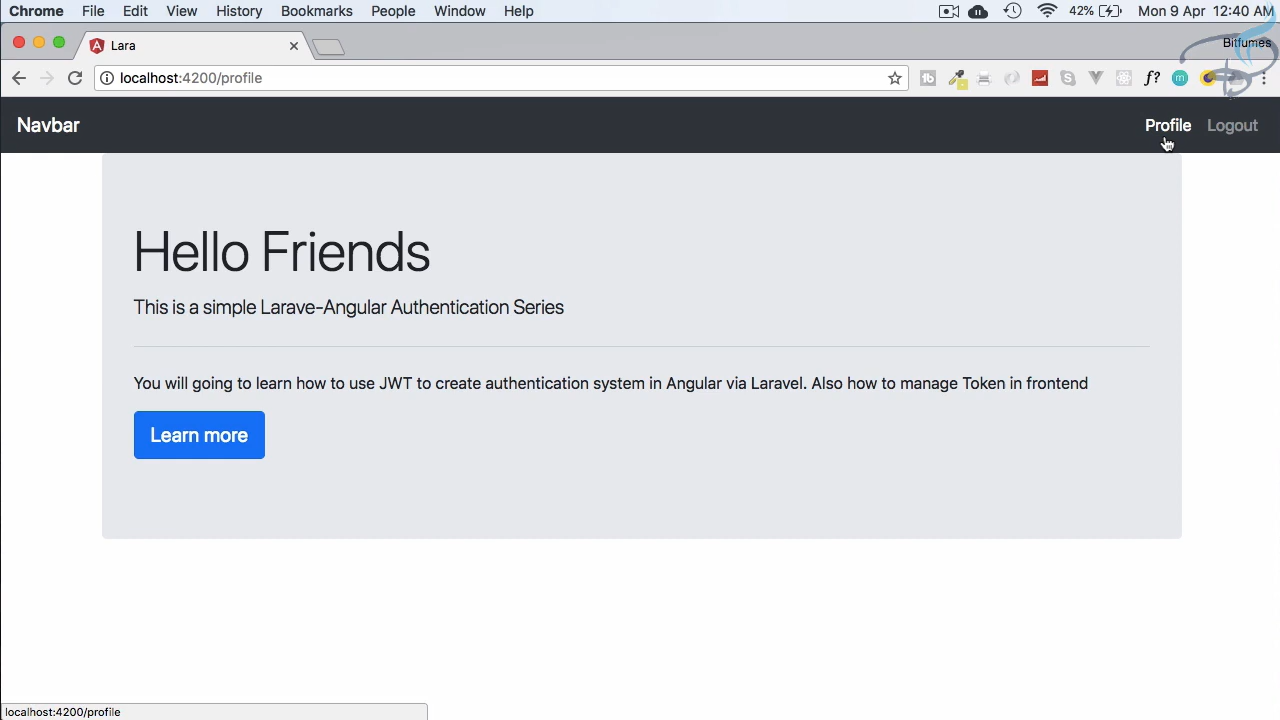 Chrome File Edit View History Bookmarks People Window Help 42% Mon 9 Apr 12:40 AM
Lara
Bitfumes
localhost:4200/profile
f?
m
Navbar Profile Logout
Hello Friends
This is a simple Larave-Angular Authentication Series
You will going to learn how to use JWT to create authentication system in Angular via Laravel. Also how to manage Token in frontend
Learn more
localhost:4200/profile